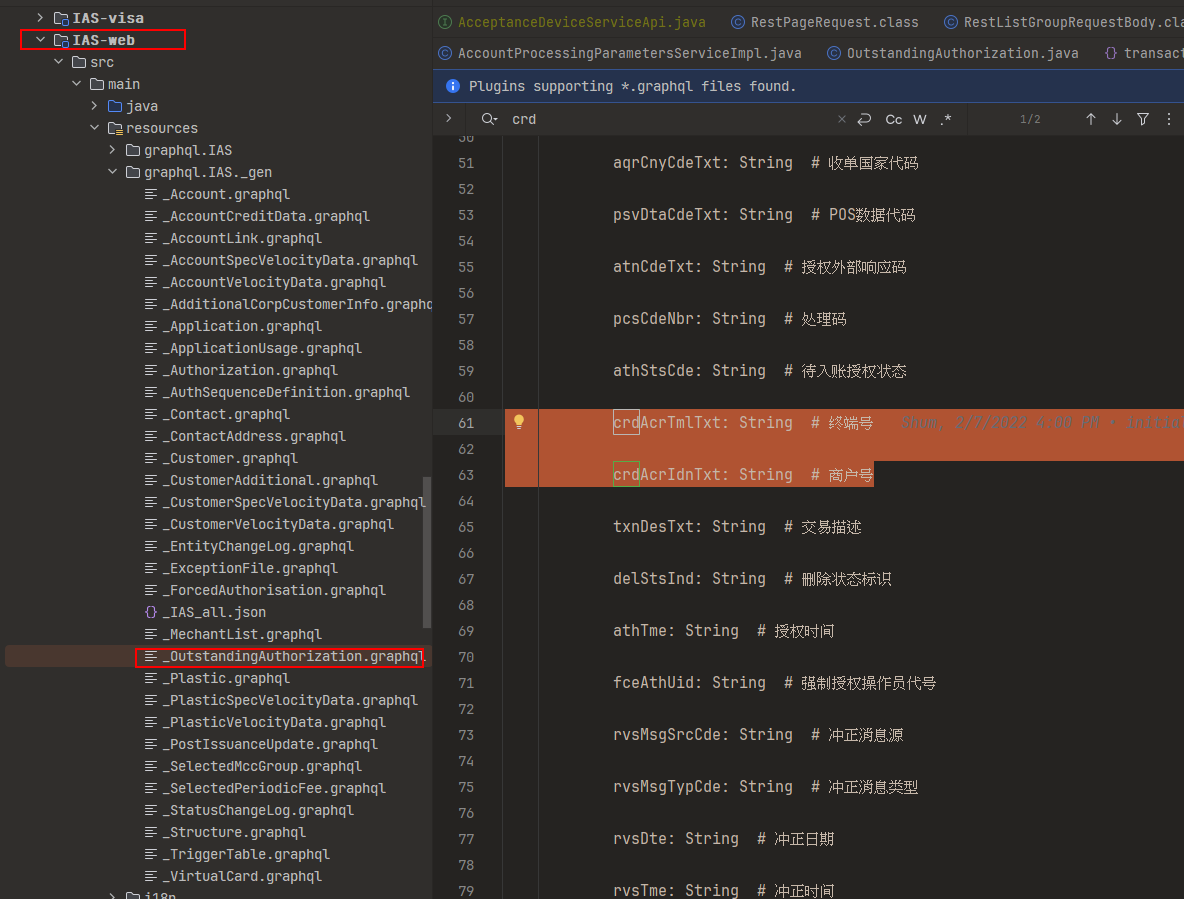 IAS-visa
IAS-web
src
main
java
resources
graphql.IAS
graphql.IAS._gen
_Account.graphql
_AccountCreditData.graphql
_AccountLink.graphql
_AccountSpecVelocityData.graphql
_AccountVelocityData.graphql
_AdditionalCorpCustomerInfo.graphq
_Application.graphql
_ApplicationUsage.graphql
_Authorization.graphql
_AuthSequenceDefinition.graphql
_Contact.graphql
_ContactAddress.graphql
_Customer.graphql
_CustomerAdditional.graphql
_CustomerSpecVelocityData.graphql
_CustomerVelocityData.graphql
_EntityChangeLog.graphql
_ExceptionFile.graphql
_ForcedAuthorisation.graphql
_IAS_all.json
_MechantList.graphql
_OutstandingAuthorization.graphql
_Plastic.graphql
_PlasticSpecVelocityData.graphql
_PlasticVelocityData.graphql
_PostIssuanceUpdate.graphql
_SelectedMccGroup.graphql
_SelectedPeriodicFee.graphql
_StatusChangeLog.graphql
_Structure.graphql
_TriggerTable.graphql
_VirtualCard.graphql
i18n
AcceptanceDeviceServiceApi.java RestPageRequest.class RestListGroupRequestBody.cla
AccountProcessingParametersServiceImpl.java OutstandingAuthorization.java transact
Plugins supporting *.graphql files found.
crd Cc W .* 1/2
50
51 aqrCnyCdeTxt: String # 收单国家代码
52
53 psvDtaCdeTxt: String # POS数据代码
54
55 atnCdeTxt: String # 授权外部响应码
56
57 pcsCdeNbr: String # 处理码
58
59 athStsCde: String # 待入账授权状态
60
61 crdAcrTmlTxt: String # 终端号 Shum, 2/7/2022 4:00 PM • initia
62
63 crdAcrIdnTxt: String # 商户号
64
65 txnDesTxt: String # 交易描述
66
67 delStsInd: String # 删除状态标识
68
69 athTme: String # 授权时间
70
71 fceAthUid: String # 强制授权操作员代号
72
73 rvsMsgSrcCde: String # 冲正消息源
74
75 rvsMsgTypCde: String # 冲正消息类型
76
77 rvsDte: String # 冲正日期
78
79 rvsTme: String # 冲正时间